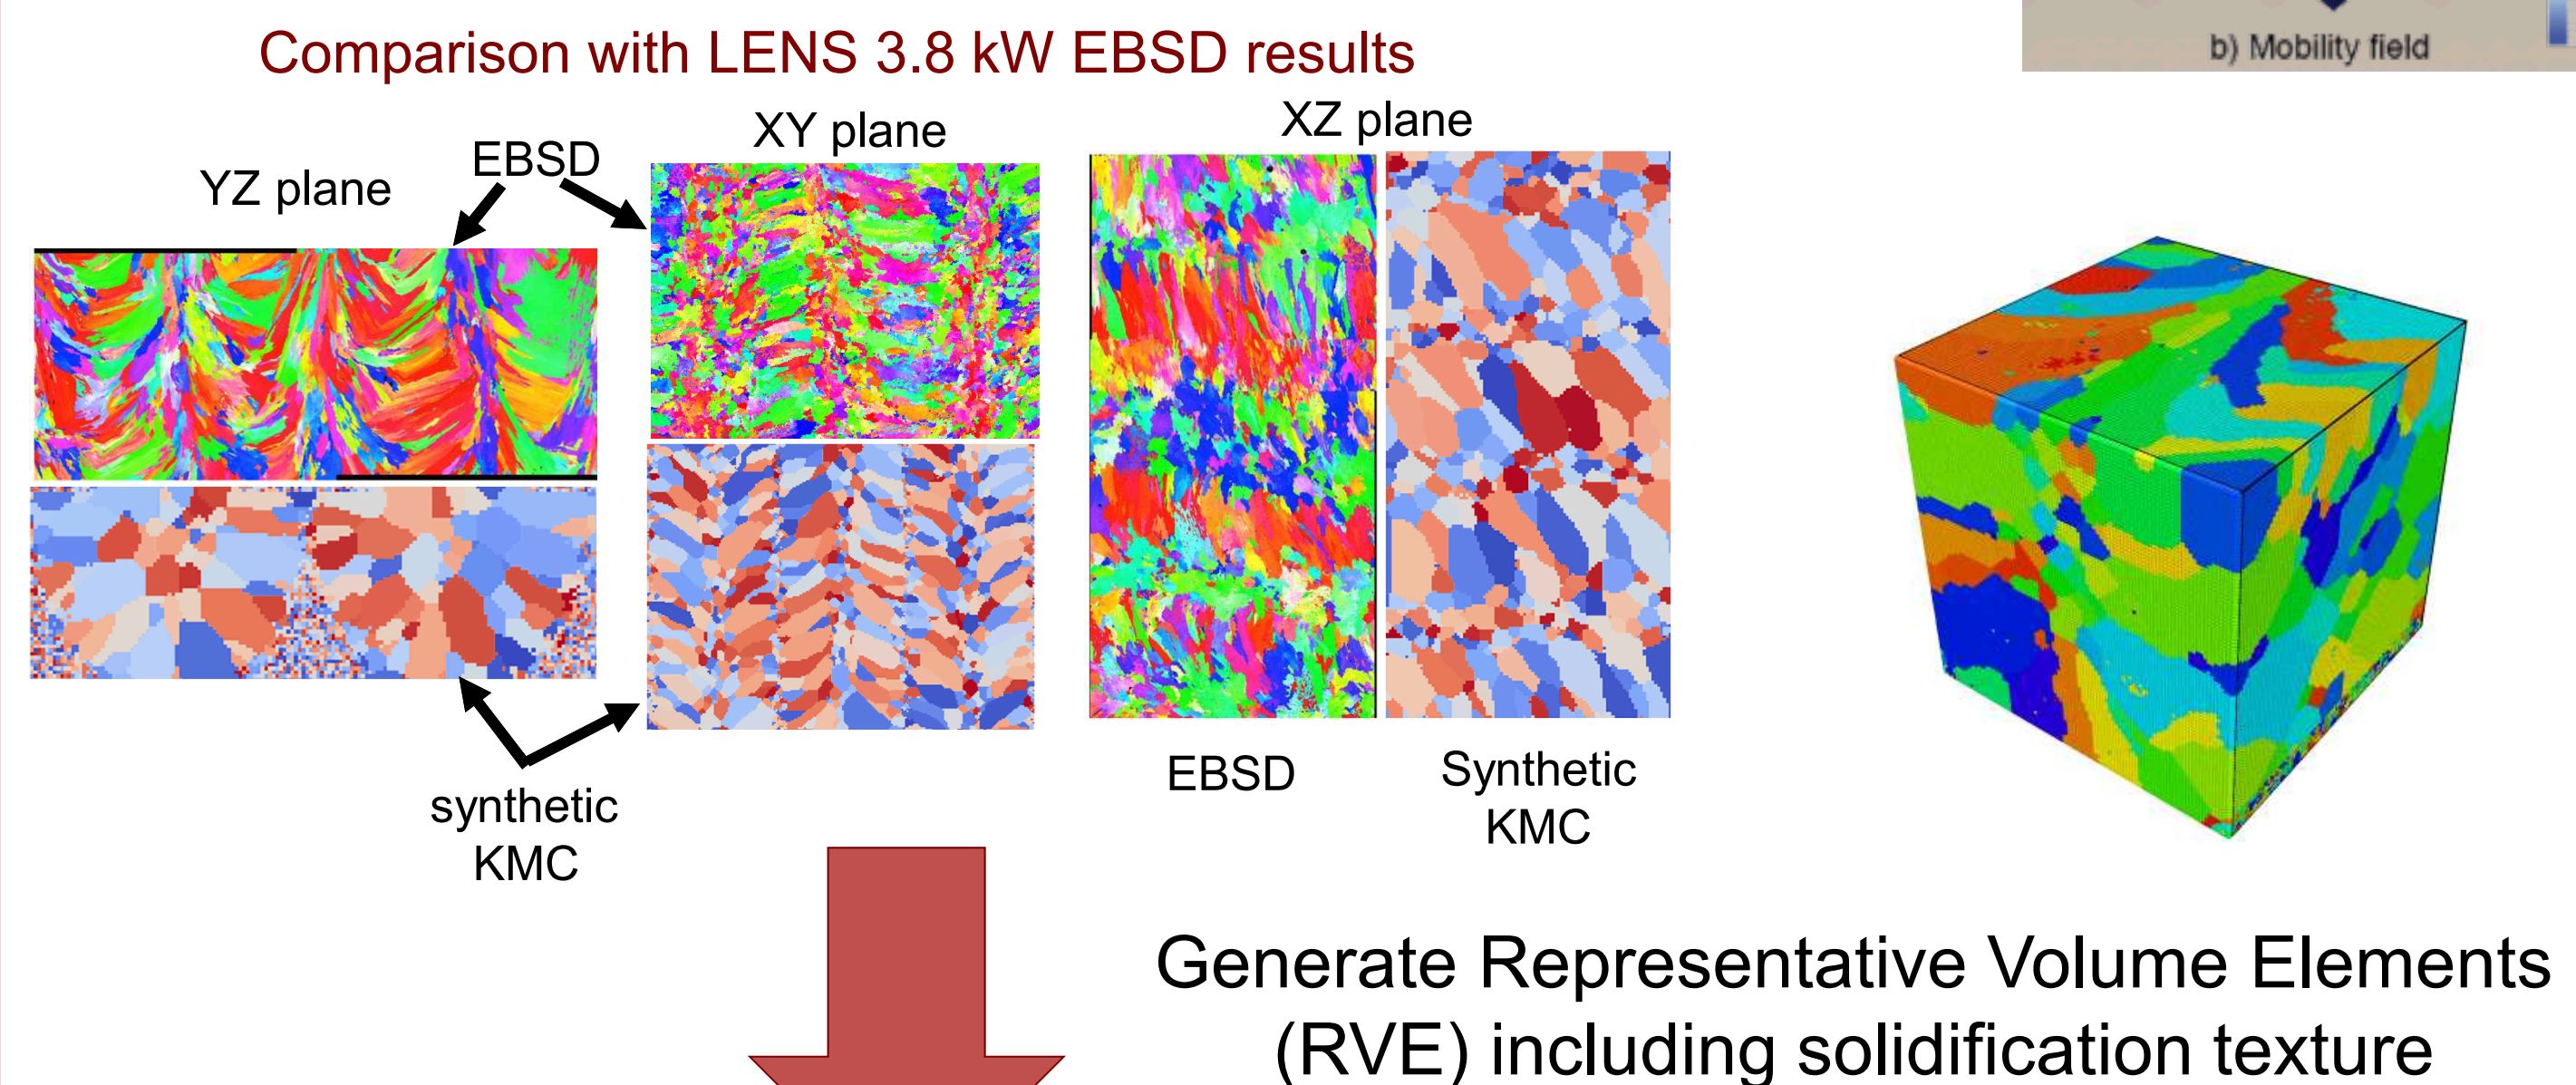 b) Mobility field
Comparison with LENS 3.8 kW EBSD results
YZ plane
EBSD
XY plane
XZ plane
synthetic
KMC
EBSD
Synthetic
KMC
Generate Representative Volume Elements
(RVE) including solidification texture